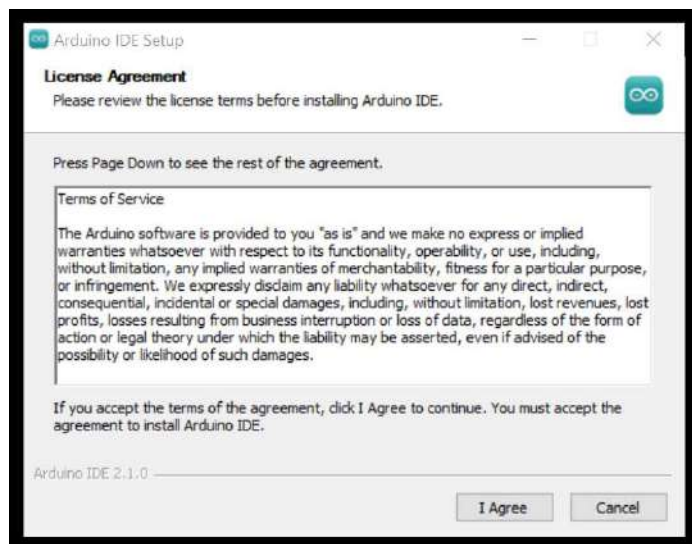 Arduino IDE Setup
License Agreement
Please review the license terms before installing Arduino IDE.
Press Page Down to see the rest of the agreement.
Terms of Service
The Arduino software is provided to you "as is" and we make no express or implied
warranties whatsoever with respect to its functionality, operability, or use, including,
without limitation, any implied warranties of merchantability, fitness for a particular purpose,
or infringement. We expressly disclaim any liability whatsoever for any direct, indirect,
consequential, incidental or special damages, including, without limitation, lost revenues, lost
profits, losses resulting from business interruption or loss of data, regardless of the form of
action or legal theory under which the liability may be asserted, even if advised of the
possibility or likelihood of such damages.
If you accept the terms of the agreement, click I Agree to continue. You must accept the
agreement to install Arduino IDE.
Arduino IDE 2.1.0
I Agree Cancel